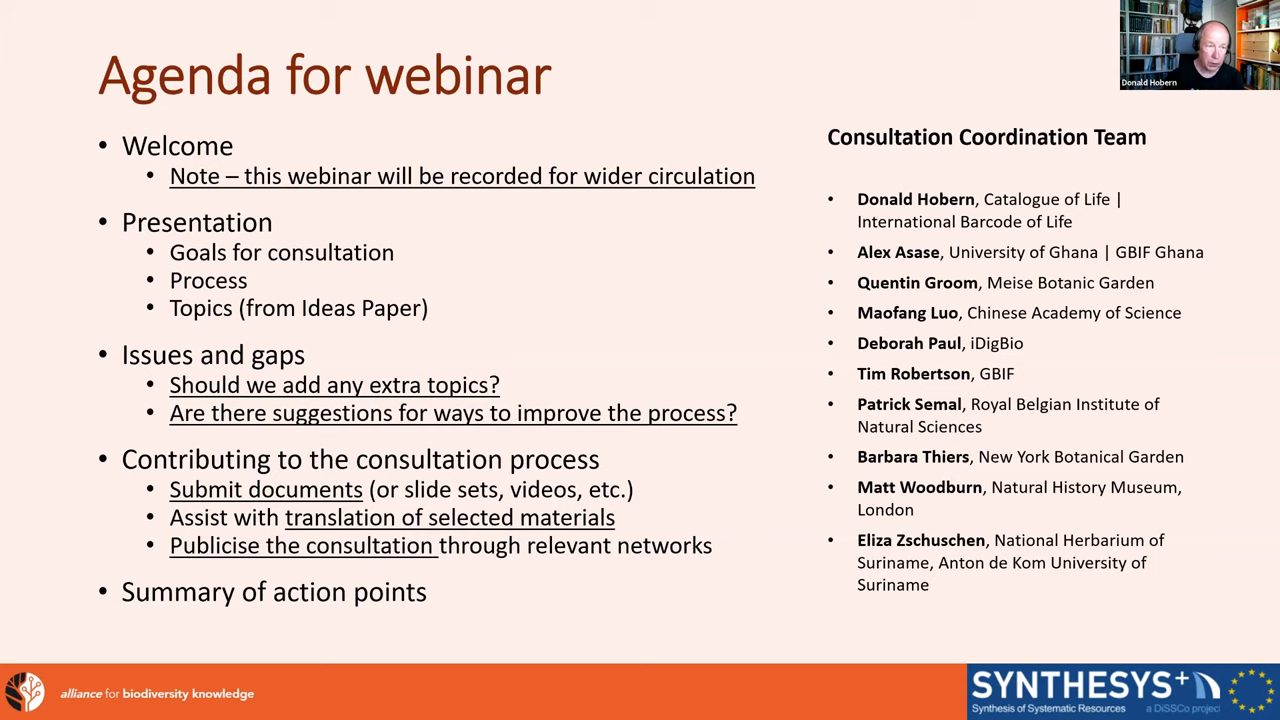 Agenda for webinar
• Welcome
• Note – this webinar will be recorded for wider circulation
• Presentation
• Goals for consultation
• Process
• Topics (from Ideas Paper)
• Issues and gaps
• Should we add any extra topics?
• Are there suggestions for ways to improve the process?
• Contributing to the consultation process
• Submit documents (or slide sets, videos, etc.)
• Assist with translation of selected materials
• Publicise the consultation through relevant networks
• Summary of action points
Donald Hobern
Consultation Coordination Team
• Donald Hobern, Catalogue of Life |
International Barcode of Life
• Alex Asase, University of Ghana | GBIF Ghana
• Quentin Groom, Meise Botanic Garden
• Maofang Luo, Chinese Academy of Science
• Deborah Paul, iDigBio
• Tim Robertson, GBIF
• Patrick Semal, Royal Belgian Institute of
Natural Sciences
• Barbara Thiers, New York Botanical Garden
• Matt Woodburn, Natural History Museum,
London
• Eliza Zschuschen, National Herbarium of
Suriname, Anton de Kom University of
Suriname
alliance for biodiversity knowledge
SYNTHESYS+
Synthesis of Systematic Resources
a DiSSCo project